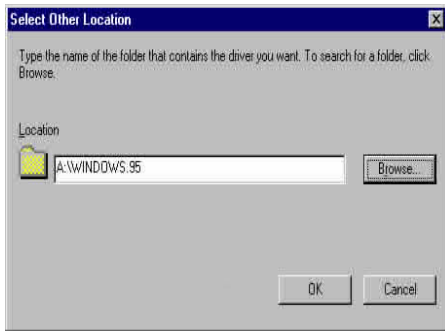 Select Other Location
Type the name of the folder that contains the driver you want. To search for a folder, click
Browse.
Location
A:\WINDOWS.95
Browse...
OK
Cancel